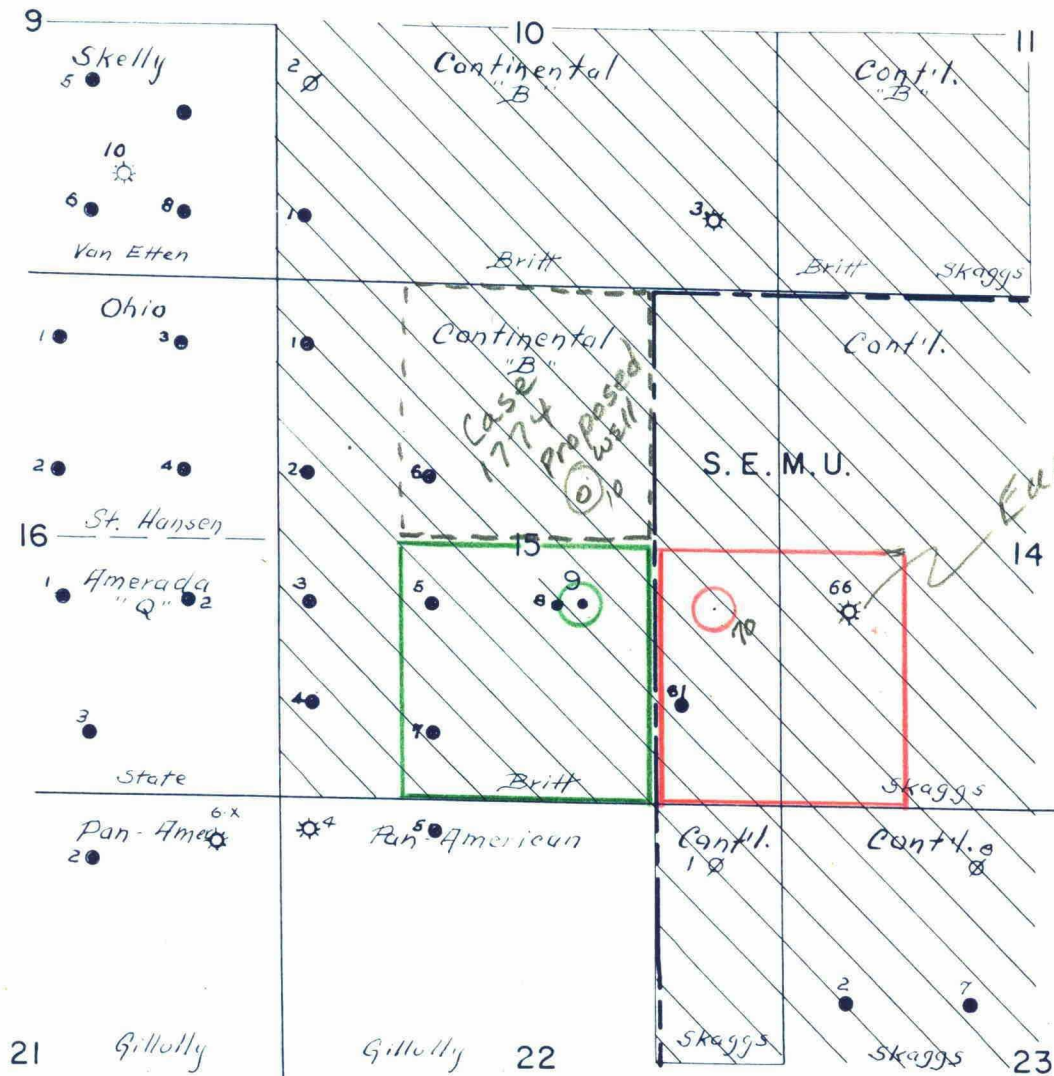 9
10
11
Skelly
5
10
6
8
Van Etten
2
Continental
"B"
Cont'l.
"B"
1
3
Britt
Britt
Skaggs
Ohio
1
3
2
4
St. Hansen
1
2
6
Continental
"B"
Case
1774
proposed
well
10
Cont'l.
S. E. M. U.
16
15
14
Amerada
"Q"
1
2
3
State
3
4
5
8
9
7
Britt
70
66
61
Skaggs
Pan-Amer
6-X
2
4
5
Pan-American
Cont'l.
1
Cont'l.
2
7
21
Gillully
Gillully
22
Skaggs
Skaggs
23